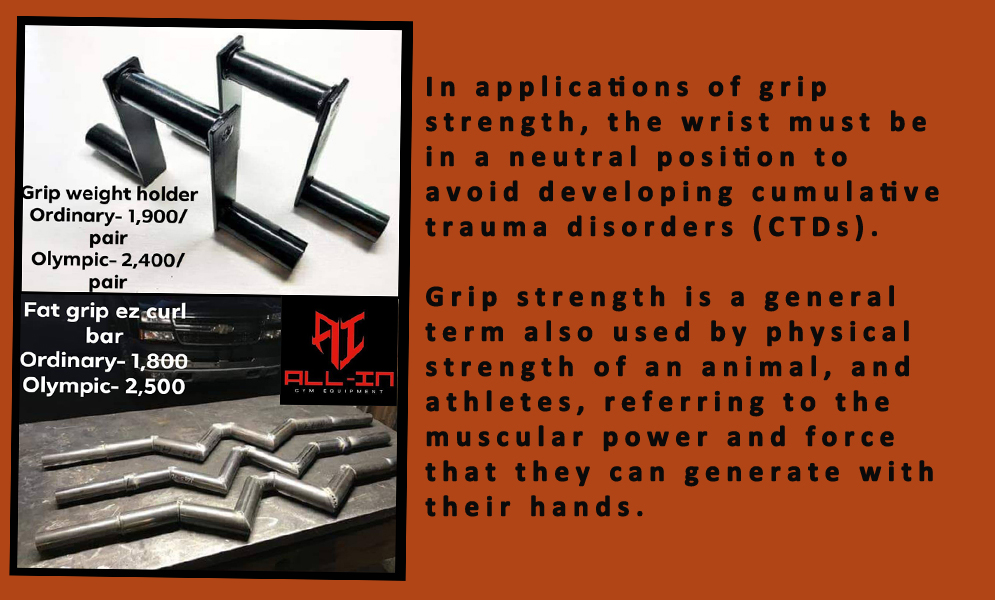 Grip weight holder
Ordinary- 1,900/
pair
Olympic- 2,400/
pair
Fat grip ez curl
bar
Ordinary- 1,800
Olympic- 2,500
ALL-IN
GYM EQUIPMENT
In applications of grip
strength, the wrist must be
in a neutral position to
avoid developing cumulative
trauma disorders (CTDs).
Grip strength is a general
term also used by physical
strength of an animal, and
athletes, referring to the
muscular power and force
that they can generate with
their hands.